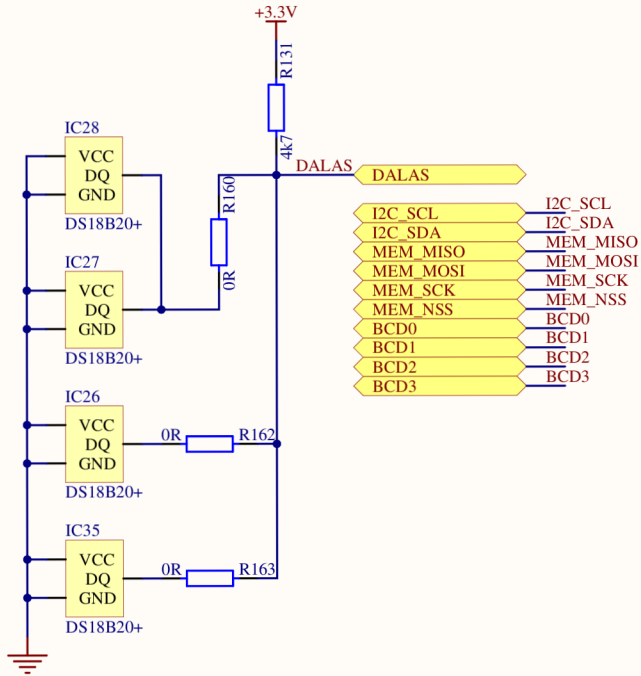 +3.3V
R131
4k7
IC28
VCC
DQ
GND
DS18B20+
R160
0R
DALAS
DALAS
IC27
VCC
DQ
GND
DS18B20+
I2C_SCL
I2C_SCL
I2C_SDA
I2C_SDA
MEM_MISO
MEM_MISO
MEM_MOSI
MEM_MOSI
MEM_SCK
MEM_SCK
MEM_NSS
MEM_NSS
BCD0
BCD0
BCD1
BCD1
BCD2
BCD2
BCD3
BCD3
IC26
VCC
DQ
GND
DS18B20+
0R
R162
IC35
VCC
DQ
GND
DS18B20+
0R
R163